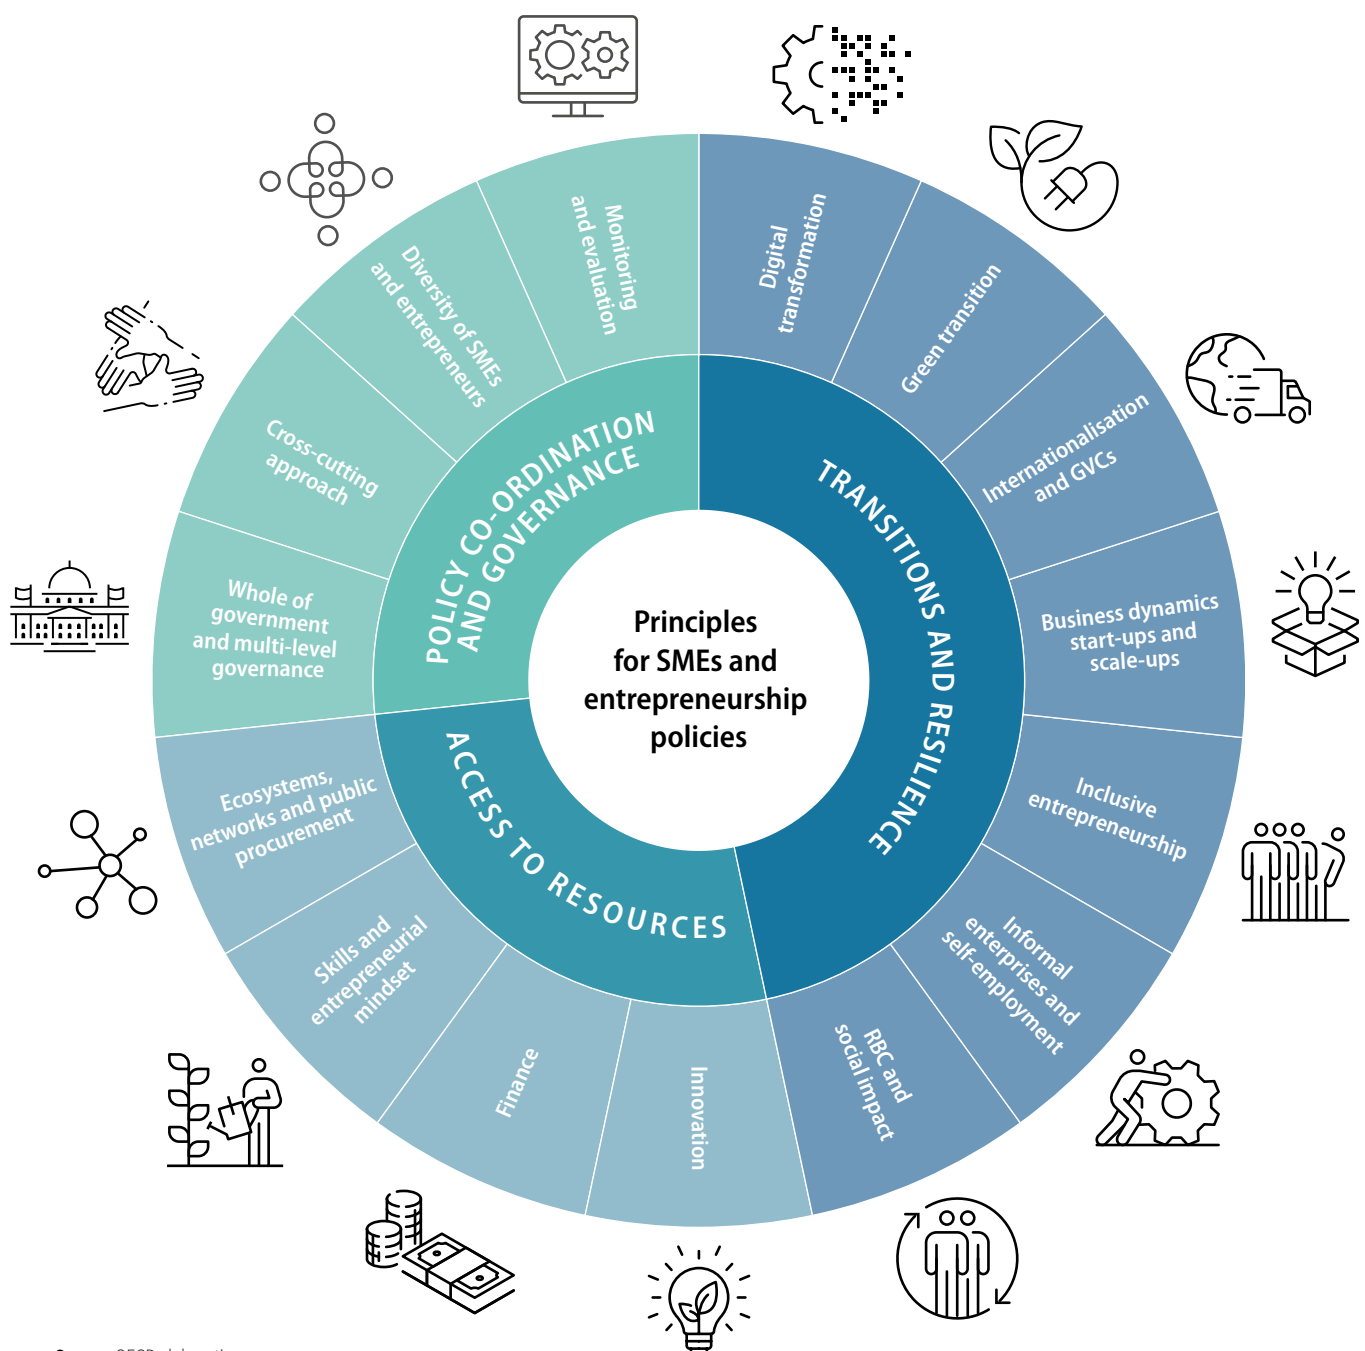 Principles
for SMEs and
entrepreneurship
policies
TRANSITIONS AND RESILIENCE
Digital
transformation
Green transition
Internationalisation
and GVCs
Business dynamics
start-ups and
scale-ups
Inclusive
entrepreneurship
Informal
enterprises and
self-employment
RBC and
social impact
ACCESS TO RESOURCES
Innovation
Finance
Skills and
entrepreneurial
mindset
Ecosystems,
networks and public
procurement
POLICY CO-ORDINATION
AND GOVERNANCE
Whole of
government
and multi-level
governance
Cross-cutting
approach
Diversity of SMEs
and entrepreneurs
Monitoring
and evaluation